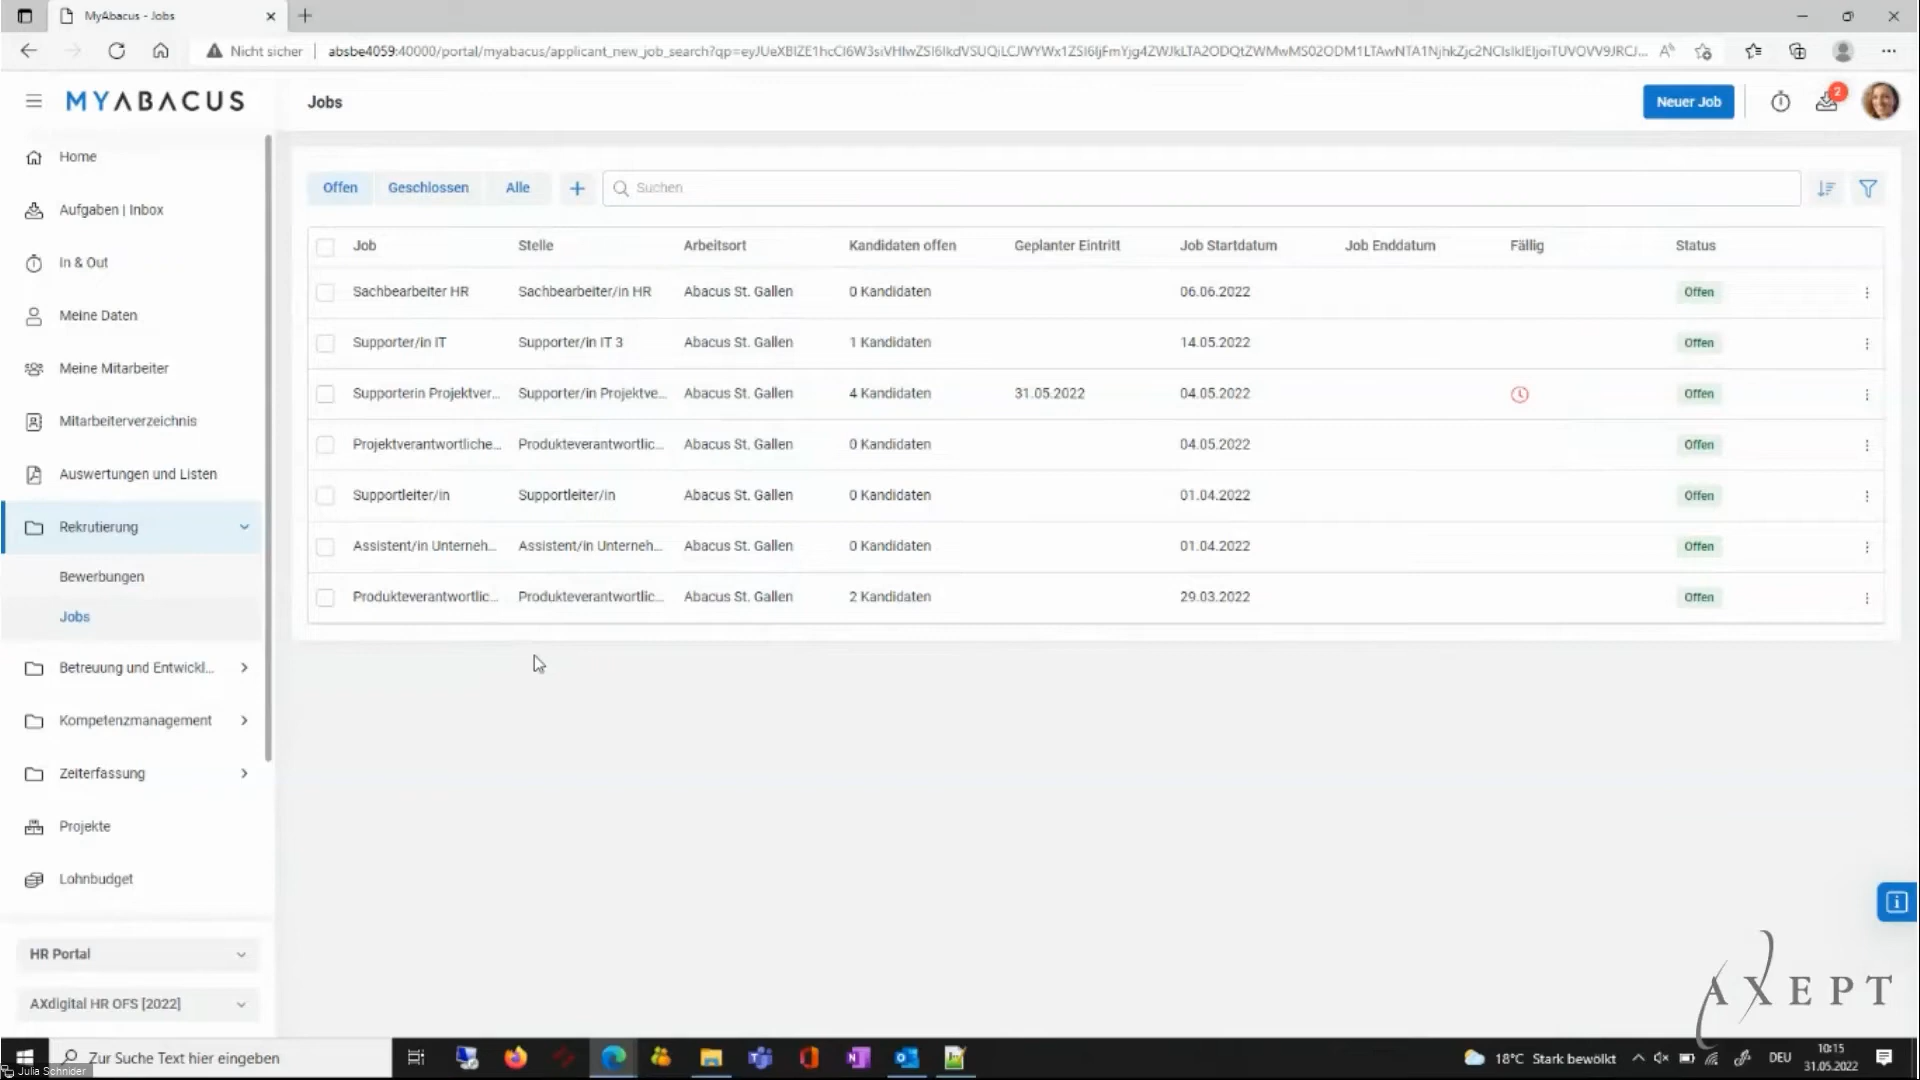 MyAbacus - Jobs
Nicht sicher
MYABACUS
Jobs
Neuer Job
2
Home
Aufgaben | Inbox
In & Out
Meine Daten
Meine Mitarbeiter
Mitarbeiterverzeichnis
Auswertungen und Listen
Rekrutierung
Bewerbungen
Jobs
Betreuung und Entwickl...
Kompetenzmanagement
Zeiterfassung
Projekte
Lohnbudget
HR Portal
AXdigital HR OFS [2022]
Offen Geschlossen Alle + Suchen
Job Stelle Arbeitsort Kandidaten offen Geplanter Eintritt Job Startdatum Job Enddatum Fällig Status
Sachbearbeiter HR Sachbearbeiter/in HR Abacus St. Gallen 0 Kandidaten 06.06.2022 Offen
Supporter/in IT Supporter/in IT 3 Abacus St. Gallen 1 Kandidaten 14.05.2022 Offen
Supporterin Projektver... Supporter/in Projektve... Abacus St. Gallen 4 Kandidaten 31.05.2022 04.05.2022 Offen
Projektverantwortliche... Produkteverantwortlic... Abacus St. Gallen 0 Kandidaten 04.05.2022 Offen
Supportleiter/in Supportleiter/in Abacus St. Gallen 0 Kandidaten 01.04.2022 Offen
Assistent/in Unterneh... Assistent/in Unterneh... Abacus St. Gallen 0 Kandidaten 01.04.2022 Offen
Produkteverantwortlic... Produkteverantwortlic... Abacus St. Gallen 2 Kandidaten 29.03.2022 Offen
AXEPT
Zur Suche Text hier eingeben
18°C Stark bewölkt
DEU
10:15
31.05.2022
Julia Schnider